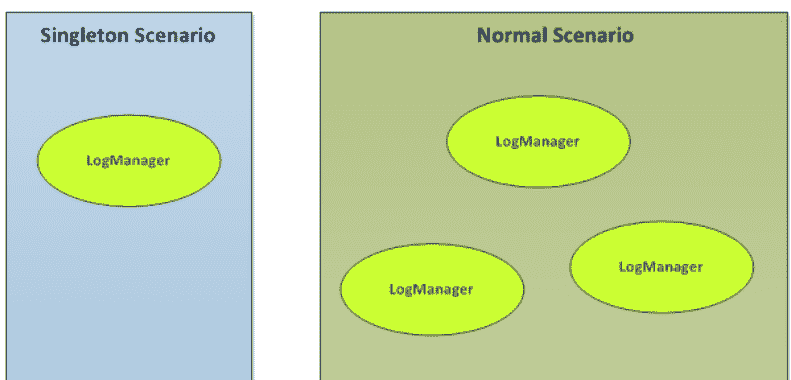 Singleton Scenario
LogManager
Normal Scenario
LogManager
LogManager
LogManager